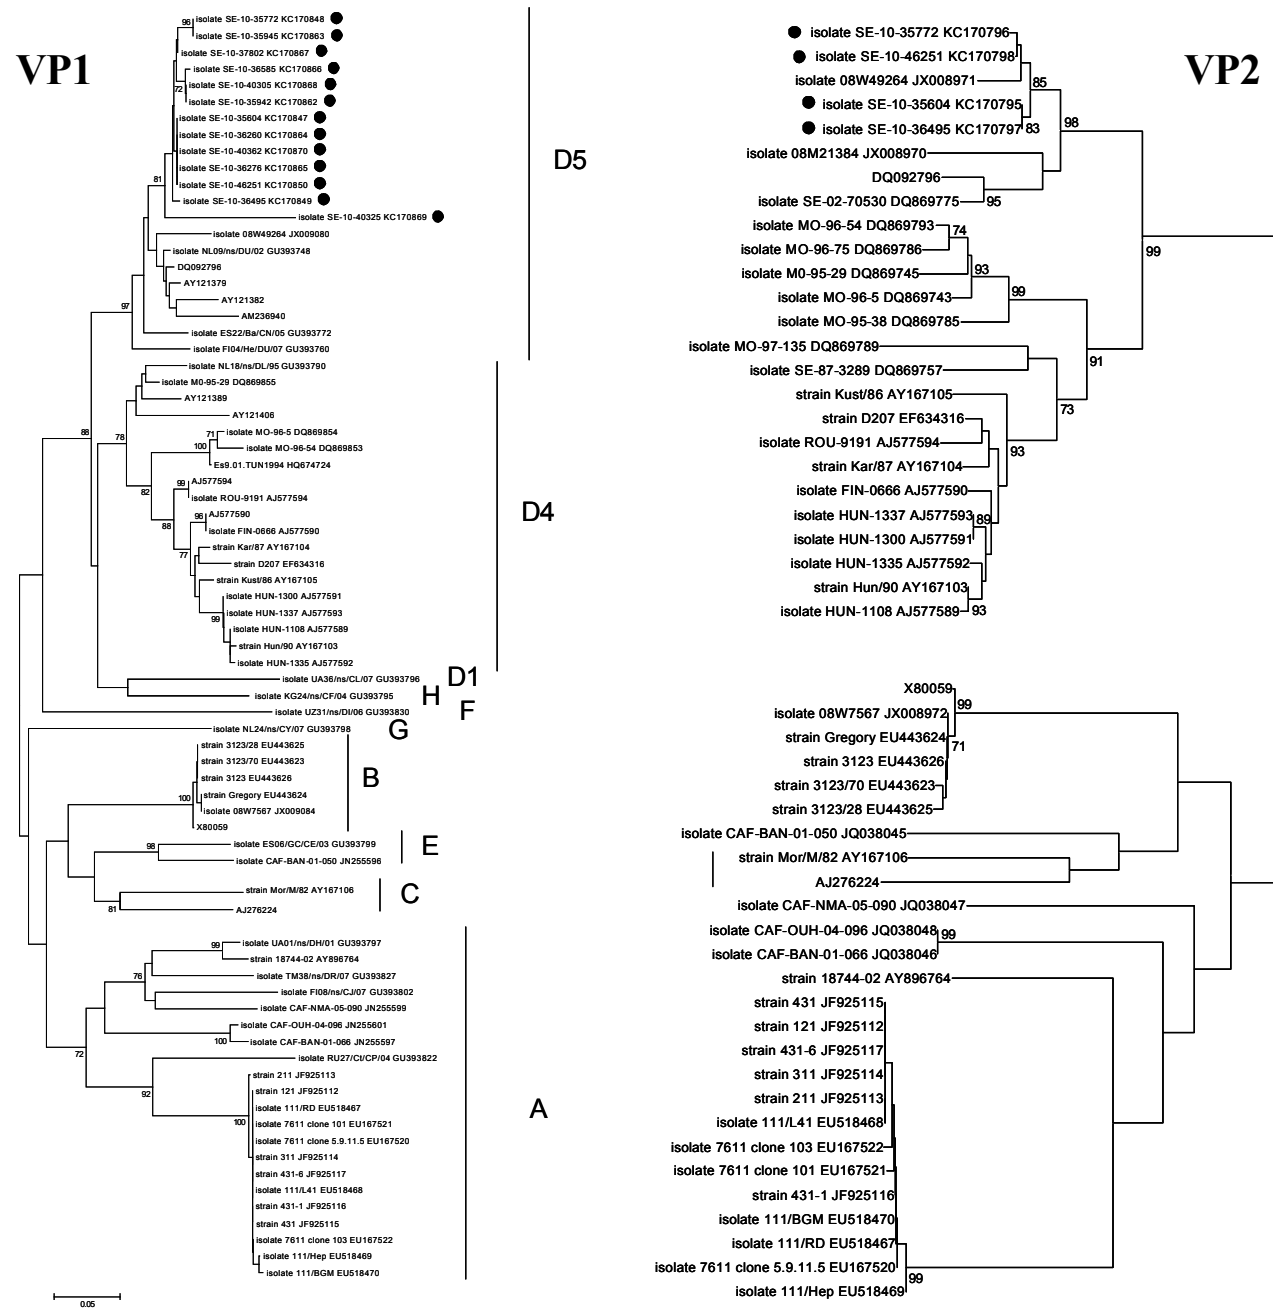 VP1
96
isolate SE-10-35772 KC170848
isolate SE-10-35945 KC170863
isolate SE-10-37802 KC170867
isolate SE-10-36585 KC170866
72
isolate SE-10-40305 KC170868
isolate SE-10-35942 KC170862
isolate SE-10-35604 KC170847
isolate SE-10-36260 KC170864
isolate SE-10-40362 KC170870
isolate SE-10-36276 KC170865
81
isolate SE-10-46251 KC170850
isolate SE-10-36495 KC170849
isolate SE-10-40325 KC170869
D5
isolate 08W49264 JX009080
isolate NL09/ns/DU/02 GU393748
DQ092796
AY121379
AY121382
97
AM236940
isolate ES22/Ba/CN/05 GU393772
isolate FI04/He/DU/07 GU393760
isolate NL18/ns/DL/95 GU393790
isolate M0-95-29 DQ869855
AY121389
AY121406
88
78
71
isolate MO-96-5 DQ869854
100
isolate MO-96-54 DQ869853
Es9.01.TUN1994 HQ674724
82
99
AJ577594
isolate ROU-9191 AJ577594
D4
88
96
AJ577590
isolate FIN-0666 AJ577590
77
strain Kar/87 AY167104
strain D207 EF634316
strain Kust/86 AY167105
isolate HUN-1300 AJ577591
99
isolate HUN-1337 AJ577593
isolate HUN-1108 AJ577589
strain Hun/90 AY167103
isolate HUN-1335 AJ577592
isolate UA36/ns/CL/07 GU393796
D1
isolate KG24/ns/CF/04 GU393795
H
isolate UZ31/ns/DI/06 GU393830
F
isolate NL24/ns/CY/07 GU393798
G
strain 3123/28 EU443625
strain 3123/70 EU443623
strain 3123 EU443626
100
strain Gregory EU443624
isolate 08W7567 JX009084
X80059
B
98
isolate ES06/GC/CE/03 GU393799
isolate CAF-BAN-01-050 JN255596
E
strain Mor/M/82 AY167106
81
AJ276224
C
99
isolate UA01/ns/DH/01 GU393797
strain 18744-02 AY896764
76
isolate TM38/ns/DR/07 GU393827
isolate FI08/ns/CJ/07 GU393802
isolate CAF-NMA-05-090 JN255599
isolate CAF-OUH-04-096 JN255601
100
isolate CAF-BAN-01-066 JN255597
72
isolate RU27/Ct/CP/04 GU393822
strain 211 JF925113
92
strain 121 JF925112
isolate 111/RD EU518467
100
isolate 7611 clone 101 EU167521
isolate 7611 clone 5.9.11.5 EU167520
strain 311 JF925114
strain 431-6 JF925117
isolate 111/L41 EU518468
strain 431-1 JF925116
strain 431 JF925115
isolate 7611 clone 103 EU167522
isolate 111/Hep EU518469
isolate 111/BGM EU518470
A
0.05
VP2
isolate SE-10-35772 KC170796
isolate SE-10-46251 KC170798
isolate 08W49264 JX008971
85
isolate SE-10-35604 KC170795
isolate SE-10-36495 KC170797
83
98
isolate 08M21384 JX008970
DQ092796
isolate SE-02-70530 DQ869775
95
isolate MO-96-54 DQ869793
74
isolate MO-96-75 DQ869786
99
isolate M0-95-29 DQ869745
93
isolate MO-96-5 DQ869743
99
isolate MO-95-38 DQ869785
isolate MO-97-135 DQ869789
91
isolate SE-87-3289 DQ869757
strain Kust/86 AY167105
73
strain D207 EF634316
isolate ROU-9191 AJ577594
93
strain Kar/87 AY167104
isolate FIN-0666 AJ577590
isolate HUN-1337 AJ577593
89
isolate HUN-1300 AJ577591
isolate HUN-1335 AJ577592
strain Hun/90 AY167103
isolate HUN-1108 AJ577589
93
X80059
99
isolate 08W7567 JX008972
strain Gregory EU443624
71
strain 3123 EU443626
strain 3123/70 EU443623
strain 3123/28 EU443625
isolate CAF-BAN-01-050 JQ038045
strain Mor/M/82 AY167106
AJ276224
isolate CAF-NMA-05-090 JQ038047
isolate CAF-OUH-04-096 JQ038048
99
isolate CAF-BAN-01-066 JQ038046
strain 18744-02 AY896764
strain 431 JF925115
strain 121 JF925112
strain 431-6 JF925117
strain 311 JF925114
strain 211 JF925113
isolate 111/L41 EU518468
isolate 7611 clone 103 EU167522
isolate 7611 clone 101 EU167521
strain 431-1 JF925116
isolate 111/BGM EU518470
isolate 111/RD EU518467
isolate 7611 clone 5.9.11.5 EU167520
99
isolate 111/Hep EU518469